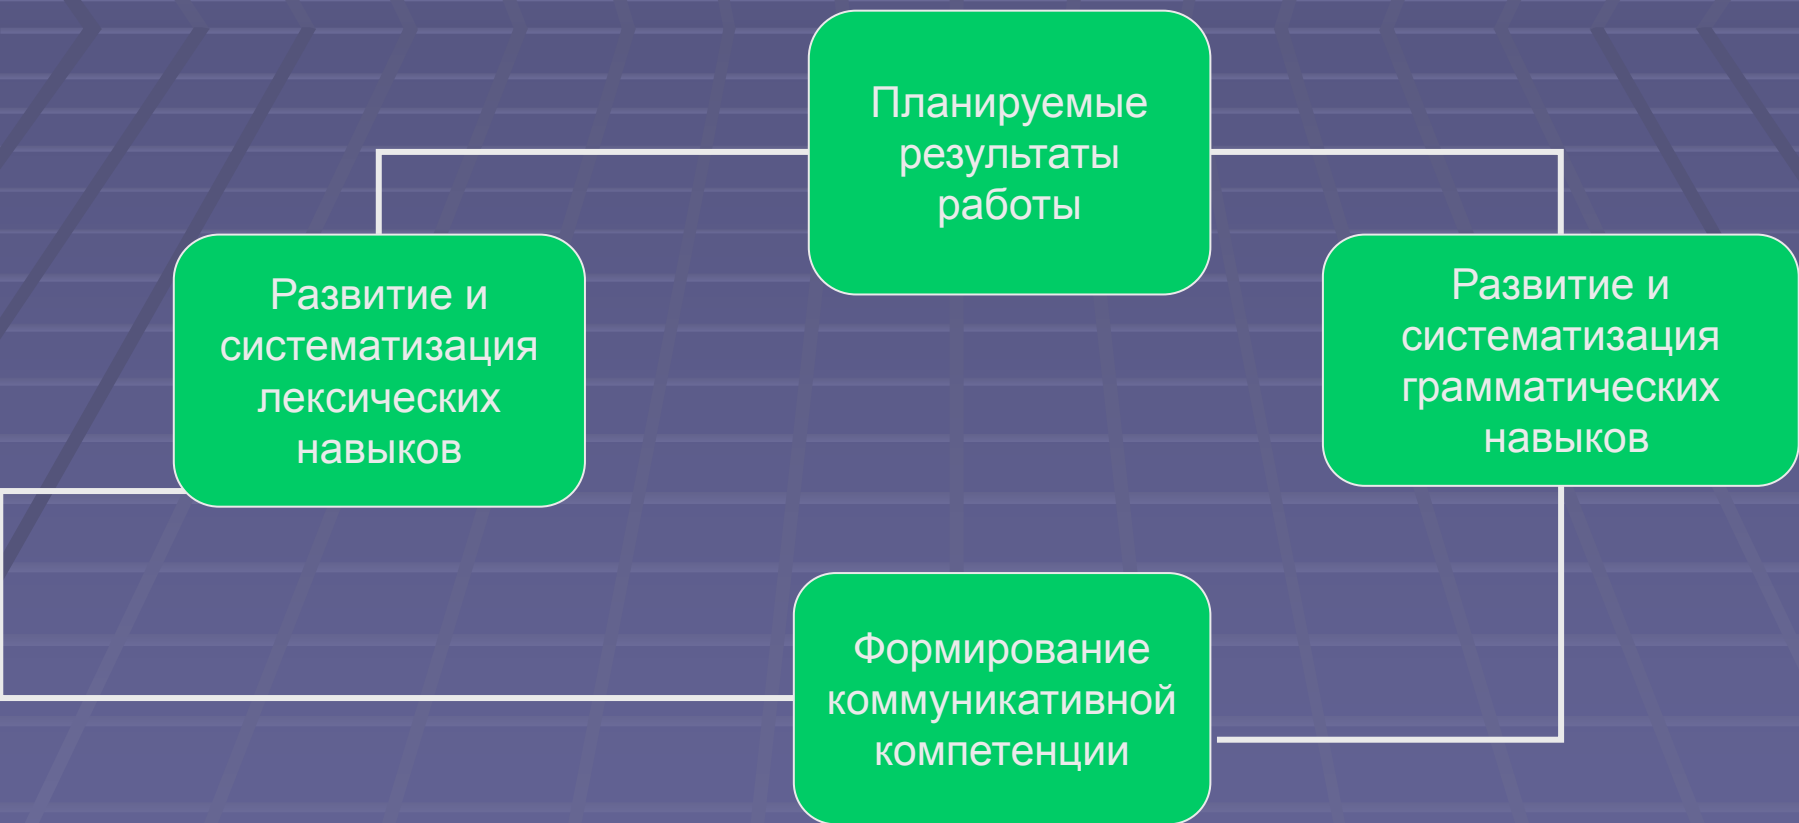 Планируемые
результаты
работы
Развитие и
систематизация
лексических
навыков
Развитие и
систематизация
грамматических
навыков
Формирование
коммуникативной
компетенции